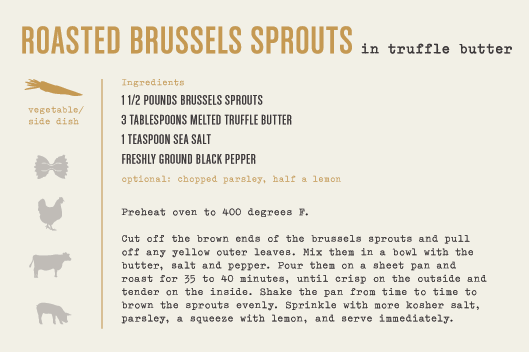 ROASTED BRUSSELS SPROUTS in truffle butter
vegetable/
side dish
Ingredients
1 1/2 POUNDS BRUSSELS SPROUTS
3 TABLESPOONS MELTED TRUFFLE BUTTER
1 TEASPOON SEA SALT
FRESHLY GROUND BLACK PEPPER
optional: chopped parsley, half a lemon
Preheat oven to 400 degrees F.
Cut off the brown ends of the brussels sprouts and pull
off any yellow outer leaves. Mix them in a bowl with the
butter, salt and pepper. Pour them on a sheet pan and
roast for 35 to 40 minutes, until crisp on the outside and
tender on the inside. Shake the pan from time to time to
brown the sprouts evenly. Sprinkle with more kosher salt,
parsley, a squeeze with lemon, and serve immediately.